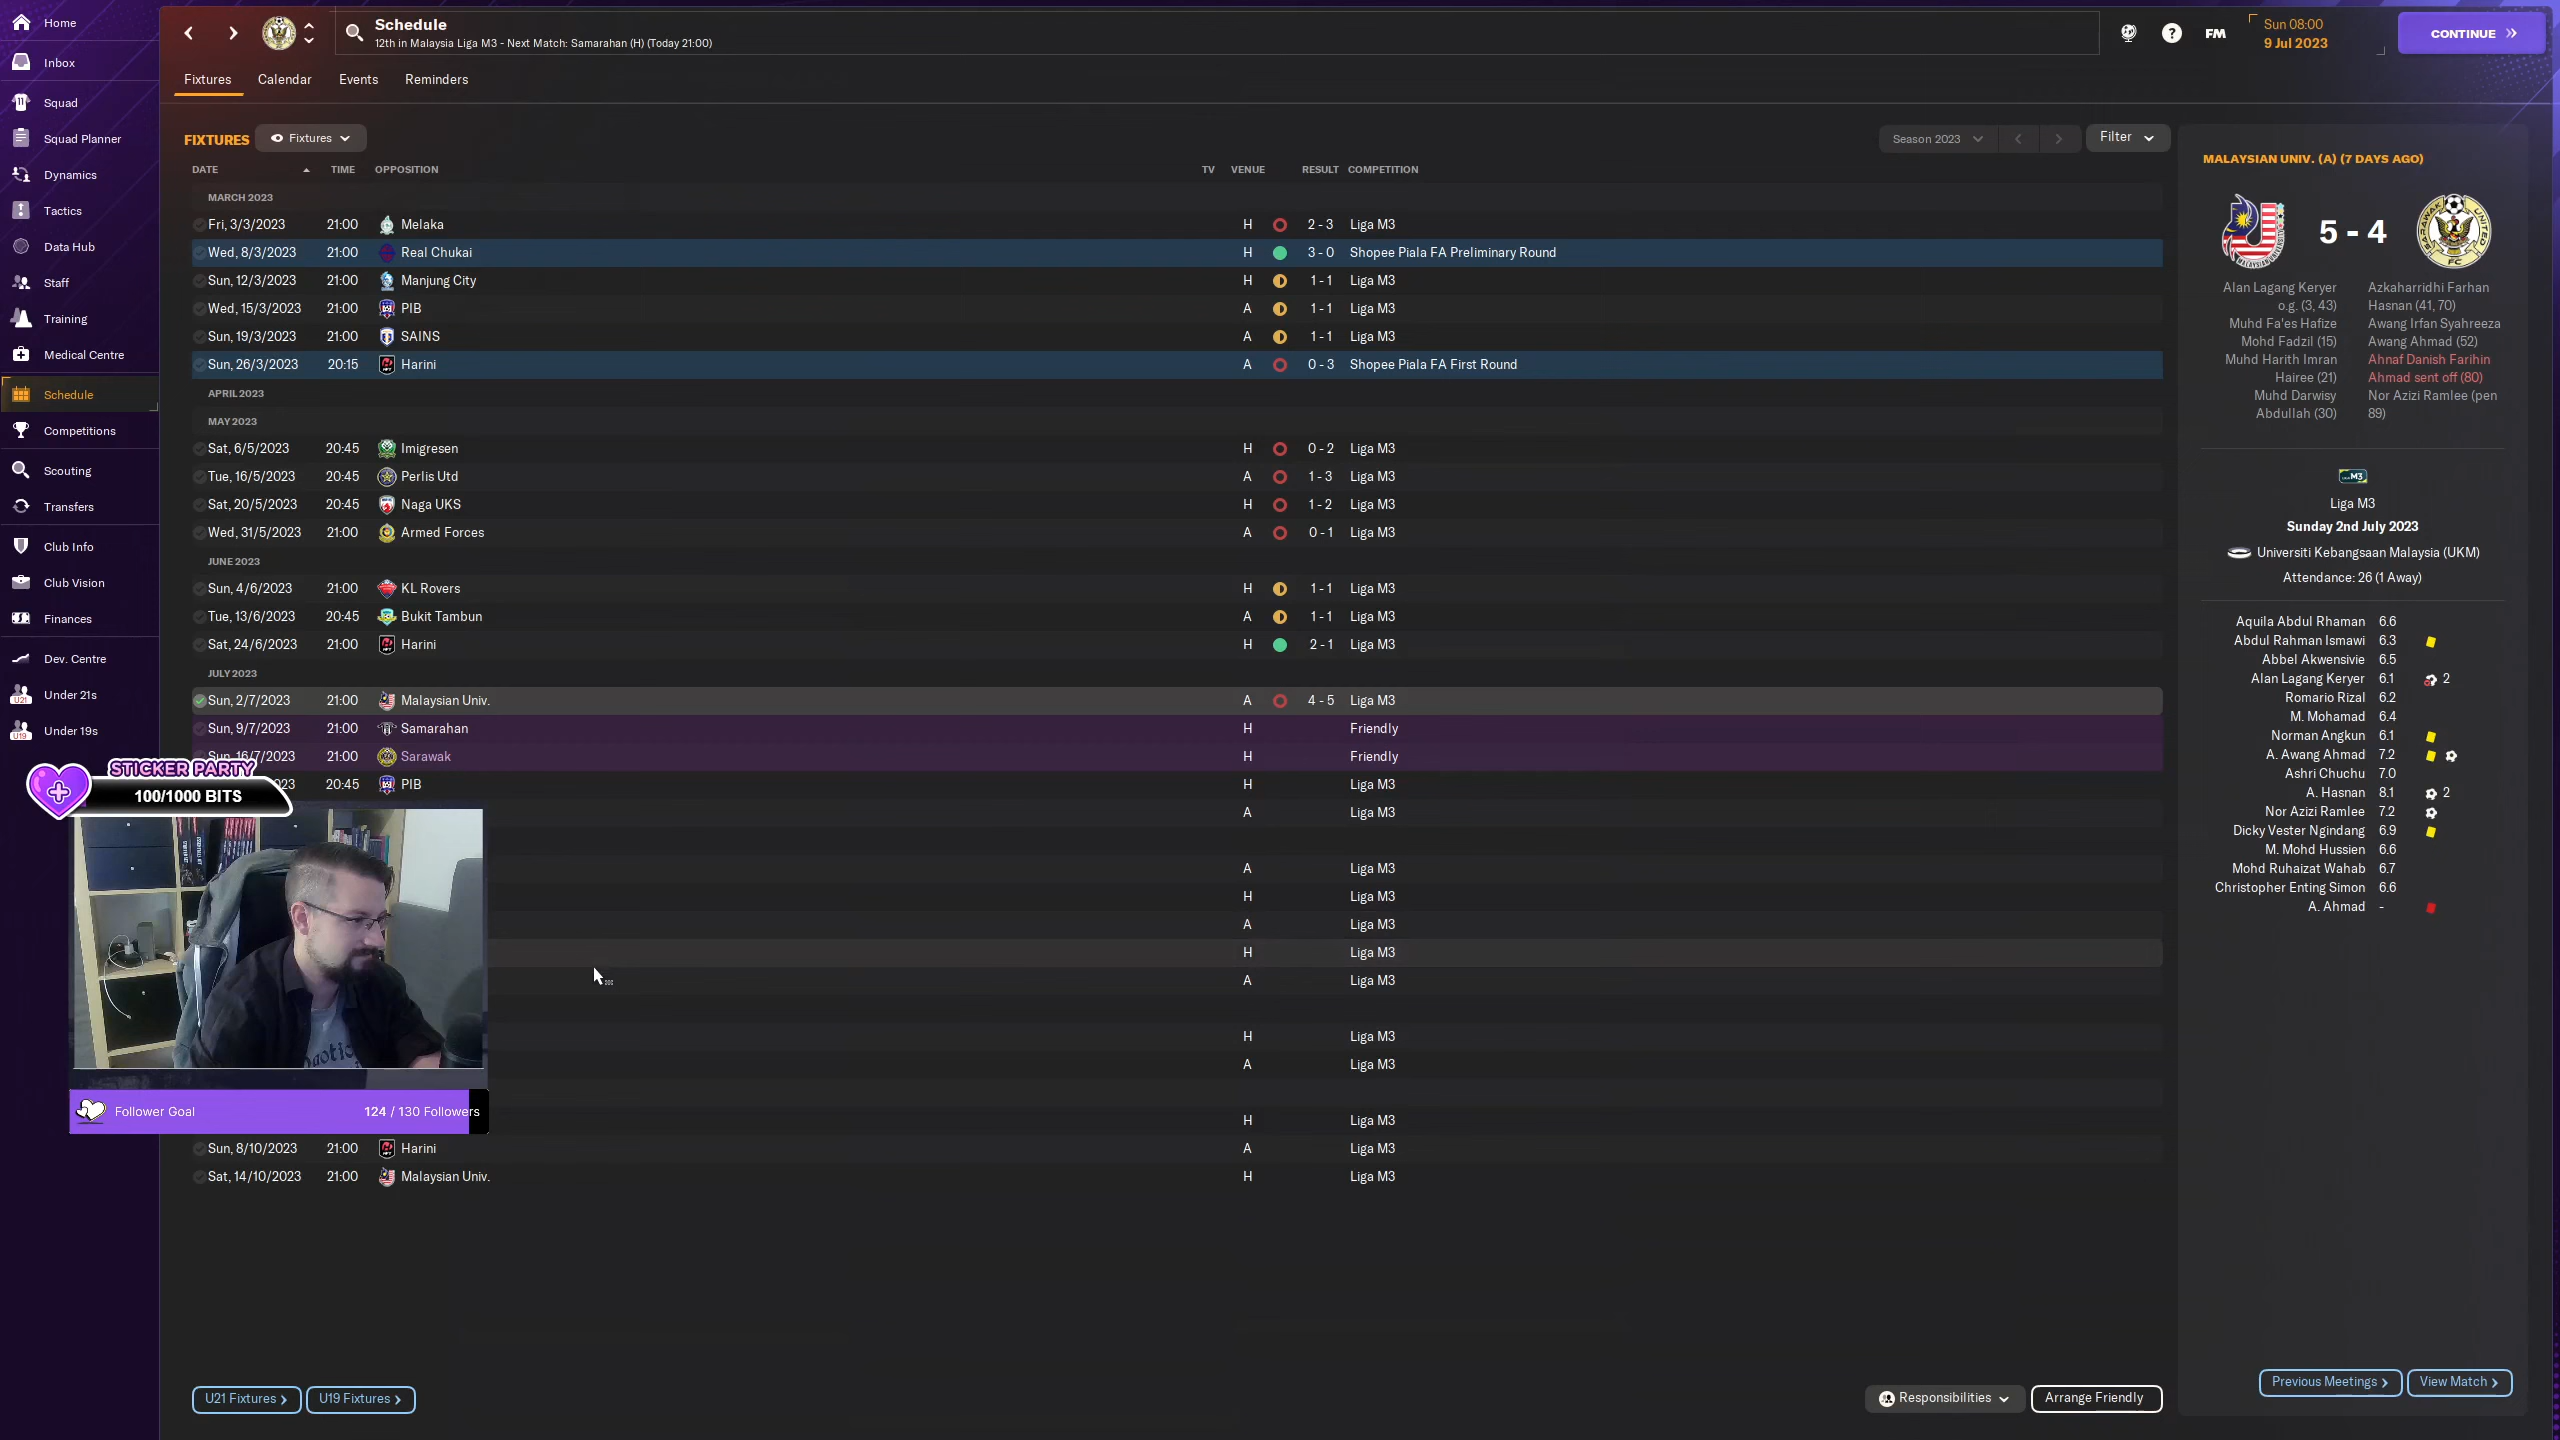 Home
Inbox
Squad
Squad Planner
Dynamics
Tactics
Data Hub
Staff
Training
Medical Centre
Schedule
Competitions
Scouting
Transfers
Club Info
Club Vision
Finances
Dev. Centre
Under 21s
Under 19s
Schedule
12th in Malaysia Liga M3 - Next Match: Samarahan (H) (Today 21:00)
FM
Sun 08:00
9 Jul 2023
CONTINUE
Fixtures Calendar Events Reminders
FIXTURES Fixtures
Season 2023 Filter
DATE TIME OPPOSITION TV VENUE RESULT COMPETITION
MARCH 2023
Fri, 3/3/2023 21:00 Melaka H 2 - 3 Liga M3
Wed, 8/3/2023 21:00 Real Chukai H 3 - 0 Shopee Piala FA Preliminary Round
Sun, 12/3/2023 21:00 Manjung City H 1 - 1 Liga M3
Wed, 15/3/2023 21:00 PIB A 1 - 1 Liga M3
Sun, 19/3/2023 21:00 SAINS A 1 - 1 Liga M3
Sun, 26/3/2023 20:15 Harini A 0 - 3 Shopee Piala FA First Round
APRIL 2023
MAY 2023
Sat, 6/5/2023 20:45 Imigresen H 0 - 2 Liga M3
Tue, 16/5/2023 20:45 Perlis Utd A 1 - 3 Liga M3
Sat, 20/5/2023 20:45 Naga UKS H 1 - 2 Liga M3
Wed, 31/5/2023 21:00 Armed Forces A 0 - 1 Liga M3
JUNE 2023
Sun, 4/6/2023 21:00 KL Rovers H 1 - 1 Liga M3
Tue, 13/6/2023 20:45 Bukit Tambun A 1 - 1 Liga M3
Sat, 24/6/2023 21:00 Harini H 2 - 1 Liga M3
JULY 2023
Sun, 2/7/2023 21:00 Malaysian Univ. A 4 - 5 Liga M3
Sun, 9/7/2023 21:00 Samarahan H Friendly
Sun, 16/7/2023 21:00 Sarawak H Friendly
20:45 PIB H Liga M3
A Liga M3
A Liga M3
H Liga M3
A Liga M3
H Liga M3
A Liga M3
H Liga M3
A Liga M3
H Liga M3
Sun, 8/10/2023 21:00 Harini A Liga M3
Sat, 14/10/2023 21:00 Malaysian Univ. H Liga M3
STICKER PARTY
100/1000 BITS
Follower Goal 124 / 130 Followers
U21 Fixtures U19 Fixtures
Responsibilities Arrange Friendly
MALAYSIAN UNIV. (A) (7 DAYS AGO)
5 - 4
SARAWAK UNITED FC
Alan Lagang Keryer
o.g. (3, 43)
Muhd Fa'es Hafize
Mohd Fadzil (15)
Muhd Harith Imran
Hairee (21)
Muhd Darwisy
Abdullah (30)
Azkaharridhi Farhan
Hasnan (41, 70)
Awang Irfan Syahreeza
Awang Ahmad (52)
Ahnaf Danish Farihin
Ahmad sent off (80)
Nor Azizi Ramlee (pen
89)
M3
Liga M3
Sunday 2nd July 2023
Universiti Kebangsaan Malaysia (UKM)
Attendance: 26 (1 Away)
Aquila Abdul Rhaman 6.6
Abdul Rahman Ismawi 6.3
Abbel Akwensivie 6.5
Alan Lagang Keryer 6.1 2
Romario Rizal 6.2
M. Mohamad 6.4
Norman Angkun 6.1
A. Awang Ahmad 7.2
Ashri Chuchu 7.0
A. Hasnan 8.1 2
Nor Azizi Ramlee 7.2
Dicky Vester Ngindang 6.9
M. Mohd Hussien 6.6
Mohd Ruhaizat Wahab 6.7
Christopher Enting Simon 6.6
A. Ahmad -
Previous Meetings View Match